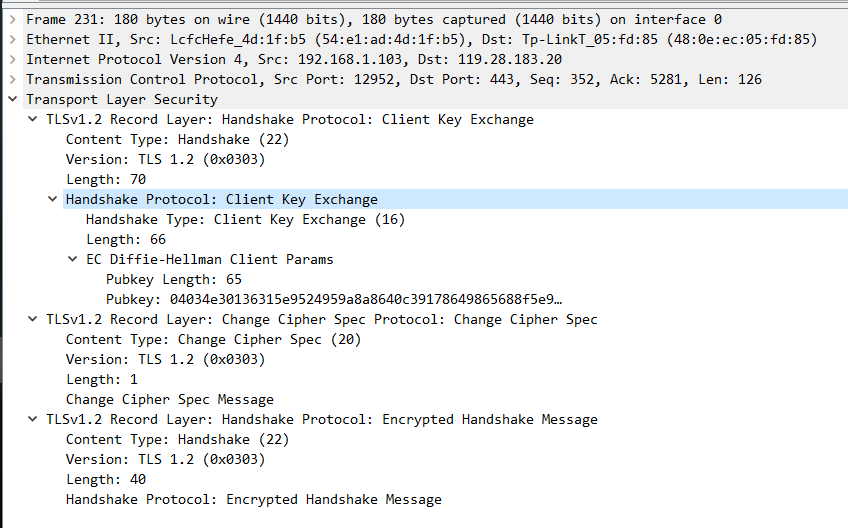 Frame 231: 180 bytes on wire (1440 bits), 180 bytes captured (1440 bits) on interface 0
Ethernet II, Src: LcfcHefe_4d:1f:b5 (54:e1:ad:4d:1f:b5), Dst: Tp-LinkT_05:fd:85 (48:0e:ec:05:fd:85)
Internet Protocol Version 4, Src: 192.168.1.103, Dst: 119.28.183.20
Transmission Control Protocol, Src Port: 12952, Dst Port: 443, Seq: 352, Ack: 5281, Len: 126
Transport Layer Security
TLSv1.2 Record Layer: Handshake Protocol: Client Key Exchange
Content Type: Handshake (22)
Version: TLS 1.2 (0x0303)
Length: 70
Handshake Protocol: Client Key Exchange
Handshake Type: Client Key Exchange (16)
Length: 66
EC Diffie-Hellman Client Params
Pubkey Length: 65
Pubkey: 04034e30136315e9524959a8a8640c39178649865688f5e9…
TLSv1.2 Record Layer: Change Cipher Spec Protocol: Change Cipher Spec
Content Type: Change Cipher Spec (20)
Version: TLS 1.2 (0x0303)
Length: 1
Change Cipher Spec Message
TLSv1.2 Record Layer: Handshake Protocol: Encrypted Handshake Message
Content Type: Handshake (22)
Version: TLS 1.2 (0x0303)
Length: 40
Handshake Protocol: Encrypted Handshake Message